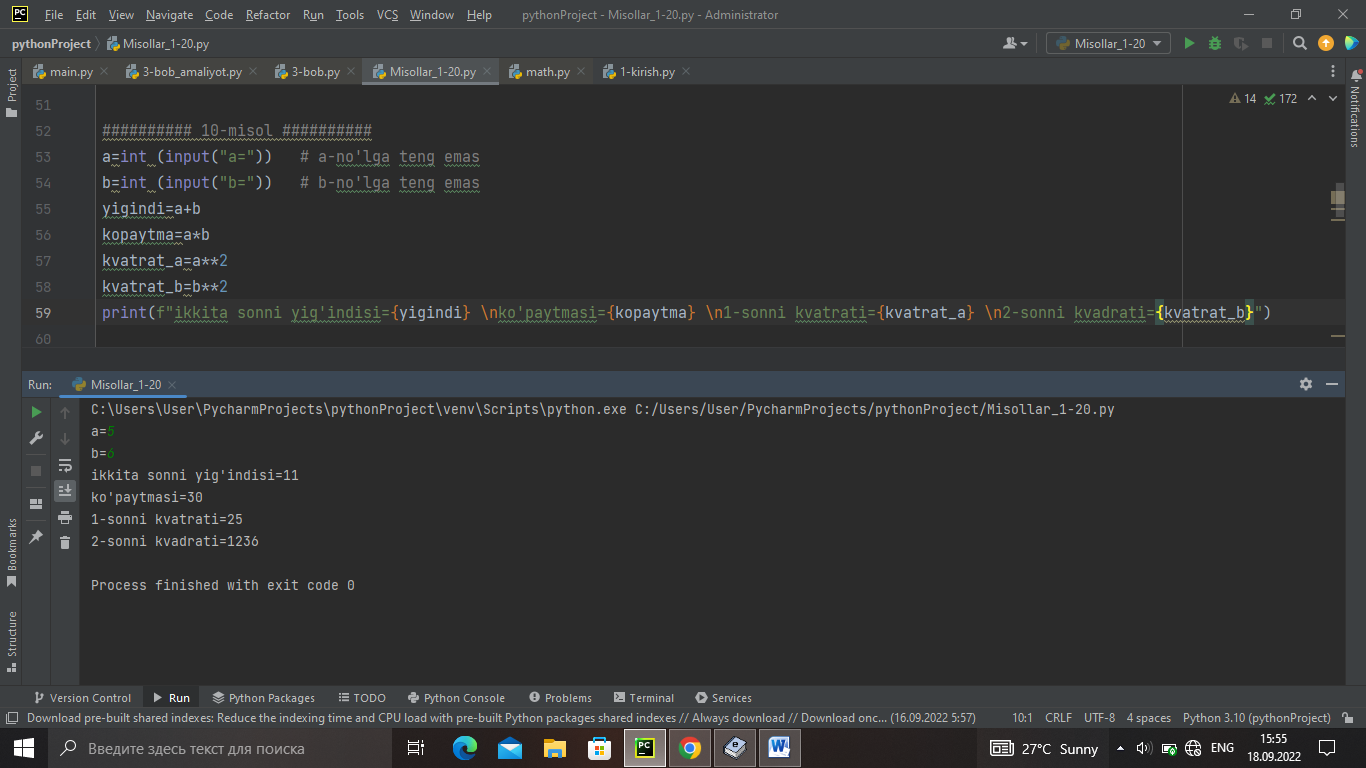 File Edit View Navigate Code Refactor Run Tools VCS Window Help pythonProject - Misollar_1-20.py - Administrator
pythonProject Misollar_1-20.py Misollar_1-20
Project main.py 3-bob_amaliyot.py 3-bob.py Misollar_1-20.py math.py 1-kirish.py
Notifications
14 172
51
52 ########## 10-misol ##########
53 a=int (input("a=")) # a-no'lga teng emas
54 b=int (input("b=")) # b-no'lga teng emas
55 yigindi=a+b
56 kopaytma=a*b
57 kvatrat_a=a**2
58 kvatrat_b=b**2
59 print(f"ikkita sonni yig'indisi={yigindi} \nko'paytmasi={kopaytma} \n1-sonni kvatrati={kvatrat_a} \n2-sonni kvadrati={kvatrat_b}")
60
Run: Misollar_1-20
C:\Users\User\PycharmProjects\pythonProject\venv\Scripts\python.exe C:/Users/User/PycharmProjects/pythonProject/Misollar_1-20.py
a=5
b=6
ikkita sonni yig'indisi=11
ko'paytmasi=30
1-sonni kvatrati=25
2-sonni kvadrati=1236
Process finished with exit code 0
Bookmarks
Structure
Version Control Run Python Packages TODO Python Console Problems Terminal Services
Download pre-built shared indexes: Reduce the indexing time and CPU load with pre-built Python packages shared indexes // Always download // Download onc... (16.09.2022 5:57) 10:1 CRLF UTF-8 4 spaces Python 3.10 (pythonProject)
Введите здесь текст для поиска 27°C Sunny ENG 15:55
18.09.2022